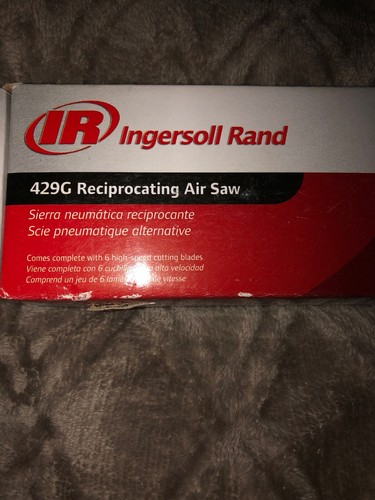 IR Ingersoll Rand
429G Reciprocating Air Saw
Sierra neumática reciprocante
Scie pneumatique alternative
Comes complete with 6 high-speed cutting blades
Viene completa con 6 alta velocidad
Comprend un jeu de 6 vitesse